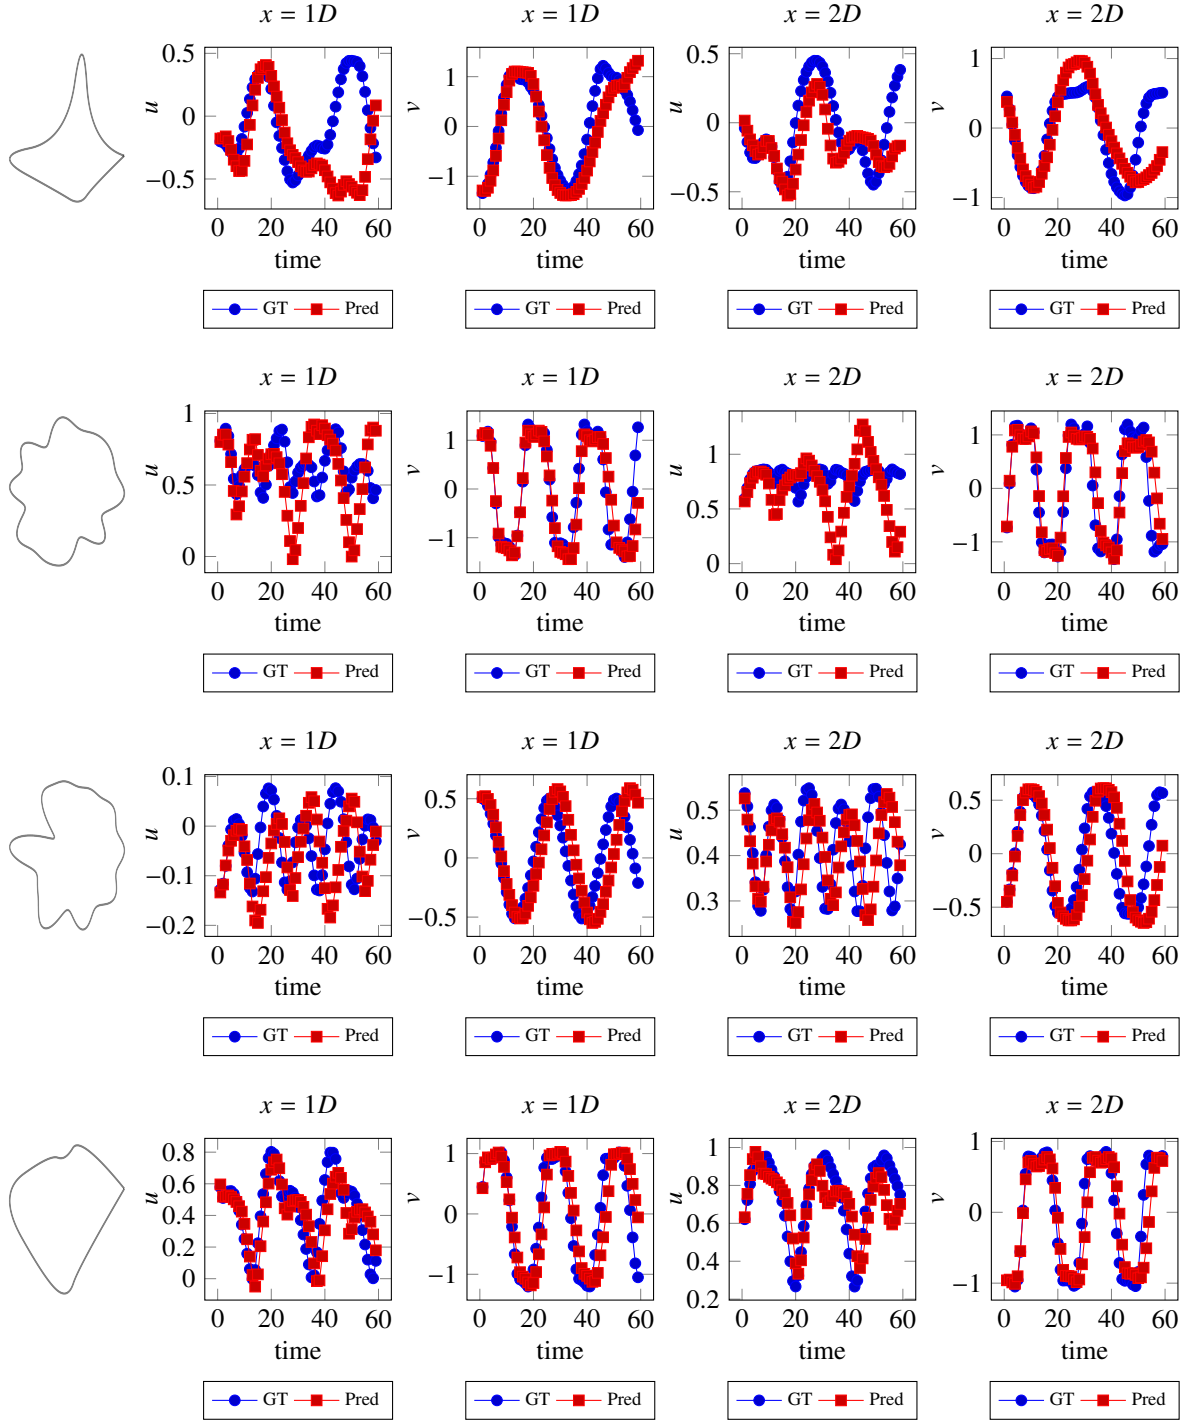 x = 1D x = 1D x = 2D x = 2D
u v u v
0.5 0 −0.5
1 0 −1
0.5 0 −0.5
1 0 −1
0 20 40 60 0 20 40 60 0 20 40 60 0 20 40 60
time time time time
GT Pred GT Pred GT Pred GT Pred
x = 1D x = 1D x = 2D x = 2D
u v u v
1 0.5 0
1 0 −1
1 0.5 0
1 0 −1
0 20 40 60 0 20 40 60 0 20 40 60 0 20 40 60
time time time time
GT Pred GT Pred GT Pred GT Pred
x = 1D x = 1D x = 2D x = 2D
u v u v
0.1 0 −0.1 −0.2
0.5 0 −0.5
0.5 0.4 0.3
0.5 0 −0.5
0 20 40 60 0 20 40 60 0 20 40 60 0 20 40 60
time time time time
GT Pred GT Pred GT Pred GT Pred
x = 1D x = 1D x = 2D x = 2D
u v u v
0.8 0.6 0.4 0.2 0
1 0 −1
1 0.8 0.6 0.4 0.2
1 0 −1
0 20 40 60 0 20 40 60 0 20 40 60 0 20 40 60
time time time time
GT Pred GT Pred GT Pred GT Pred